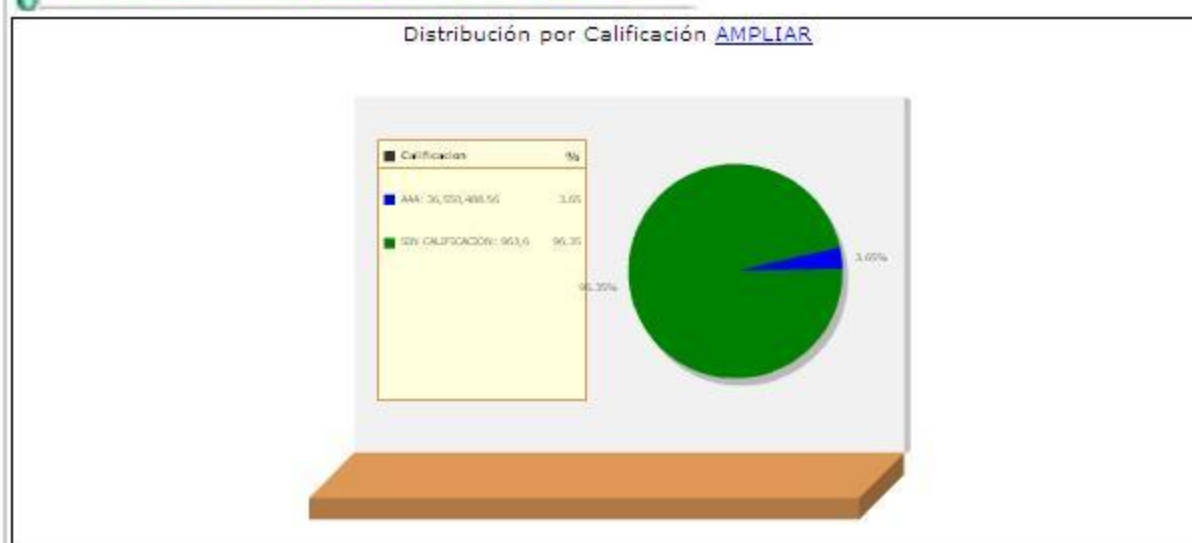 Distribución por Calificación AMPLIAR
Calificacion %
AAA: 36,550,488.56 3.65
SIN CALIFICACIÓN: 963,6 96.35
3.65%
96.35%